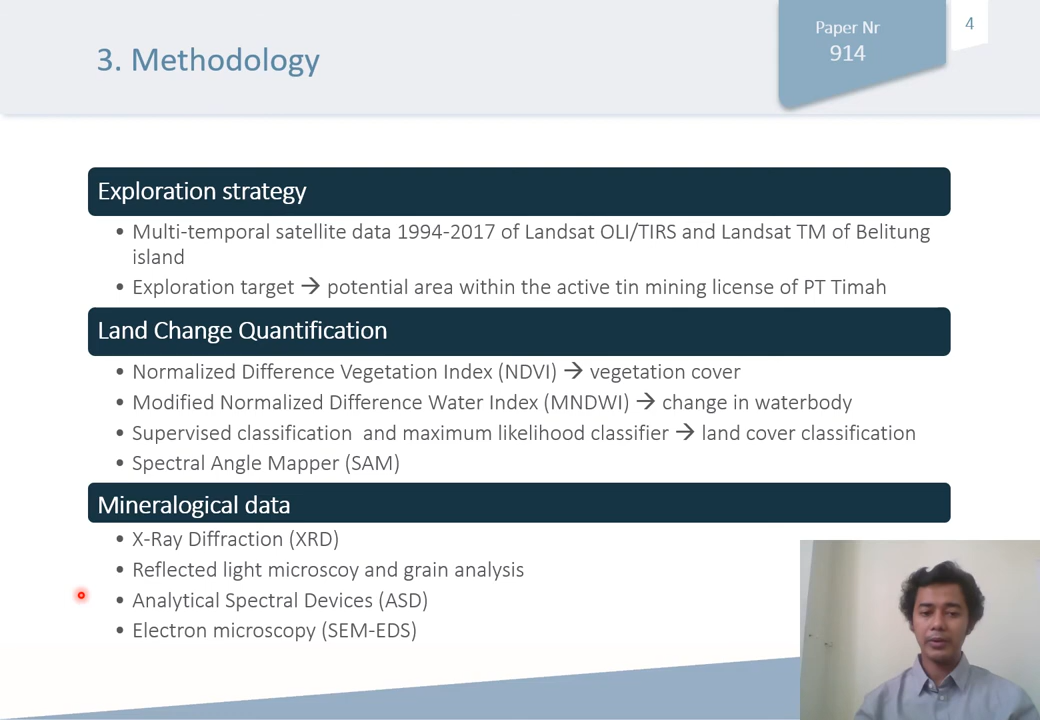 3. Methodology
Paper Nr
914
4
Exploration strategy
• Multi-temporal satellite data 1994-2017 of Landsat OLI/TIRS and Landsat TM of Belitung
island
• Exploration target → potential area within the active tin mining license of PT Timah
Land Change Quantification
• Normalized Difference Vegetation Index (NDVI) → vegetation cover
• Modified Normalized Difference Water Index (MNDWI) → change in waterbody
• Supervised classification and maximum likelihood classifier → land cover classification
• Spectral Angle Mapper (SAM)
Mineralogical data
• X-Ray Diffraction (XRD)
• Reflected light microscoy and grain analysis
• Analytical Spectral Devices (ASD)
• Electron microscopy (SEM-EDS)